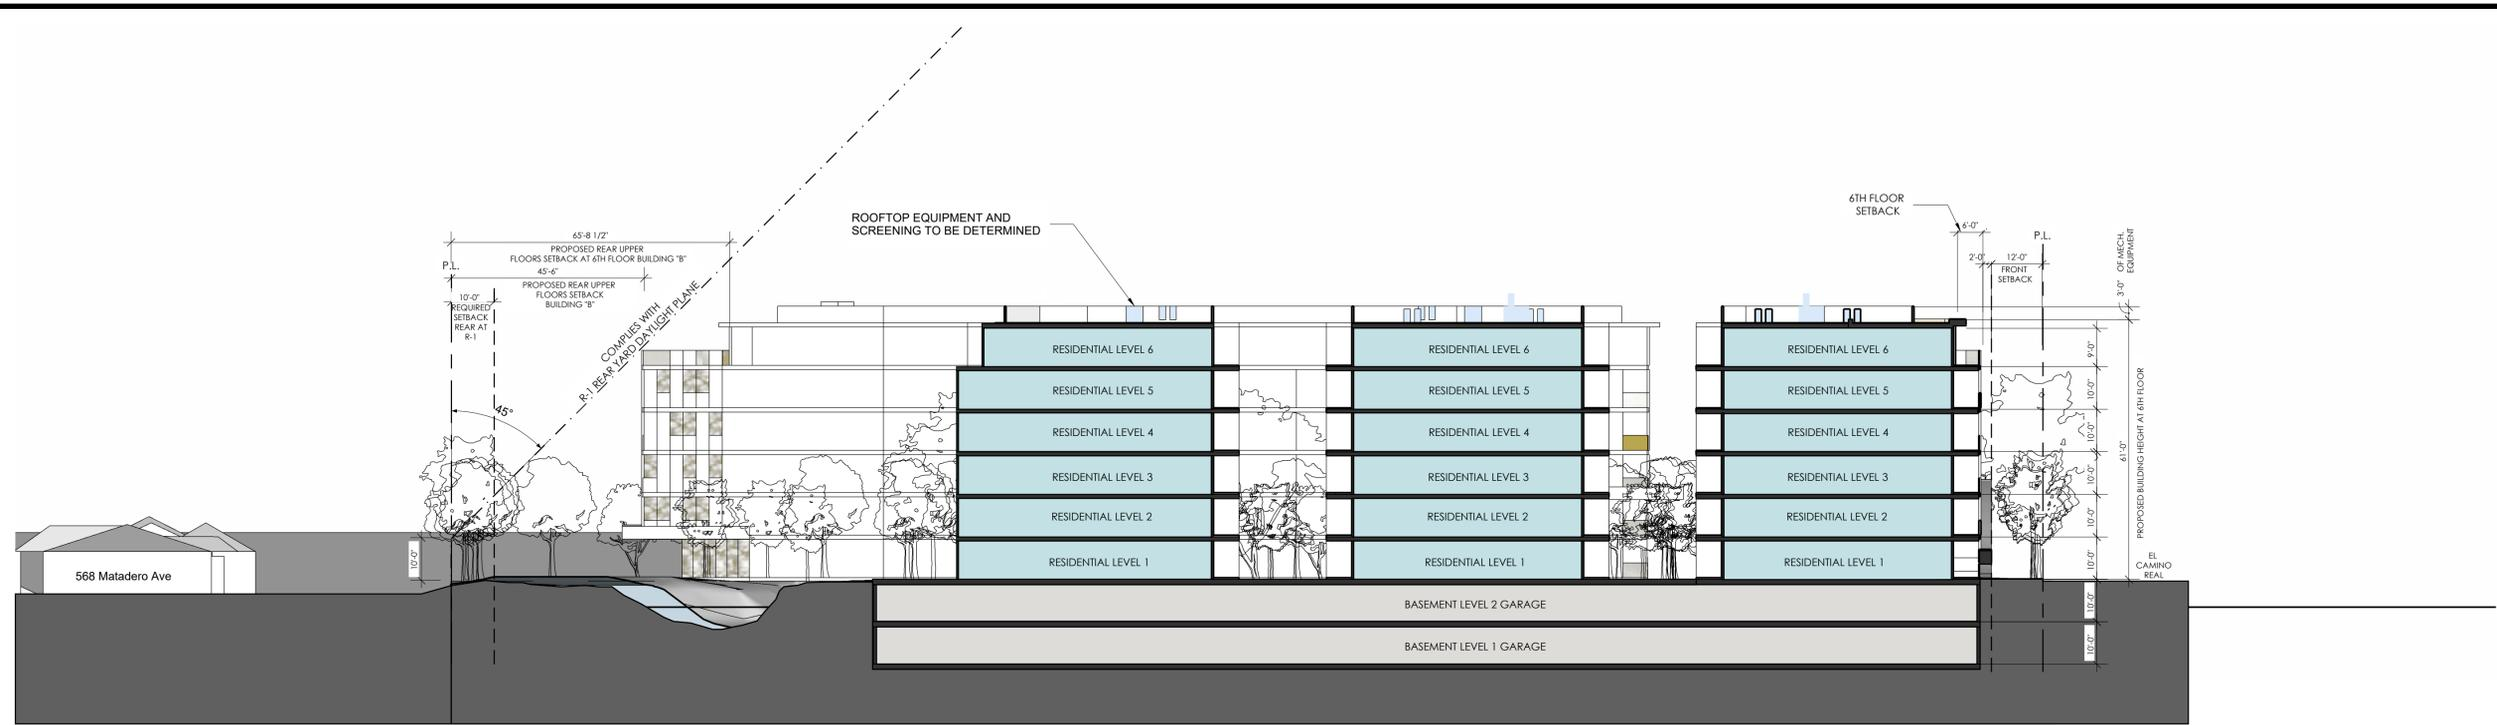 6TH FLOOR
SETBACK
6'-0"
P.L.
2'-0"
12'-0"
FRONT
SETBACK
3'-0"
OF MECH.
EQUIPMENT
ROOFTOP EQUIPMENT AND
SCREENING TO BE DETERMINED
65'-8 1/2"
PROPOSED REAR UPPER
FLOORS SETBACK AT 6TH FLOOR BUILDING "B"
P.L.
45'-6"
PROPOSED REAR UPPER
FLOORS SETBACK
BUILDING "B"
10'-0"
REQUIRED
SETBACK
REAR AT
R-1
COMPLIES WITH
R-1 REAR YARD DAYLIGHT PLANE
45°
RESIDENTIAL LEVEL 6
RESIDENTIAL LEVEL 6
RESIDENTIAL LEVEL 6
9'-0"
RESIDENTIAL LEVEL 5
RESIDENTIAL LEVEL 5
RESIDENTIAL LEVEL 5
10'-0"
RESIDENTIAL LEVEL 4
RESIDENTIAL LEVEL 4
RESIDENTIAL LEVEL 4
10'-0"
61'-0"
PROPOSED BUILDING HEIGHT AT 6TH FLOOR
RESIDENTIAL LEVEL 3
RESIDENTIAL LEVEL 3
RESIDENTIAL LEVEL 3
10'-0"
RESIDENTIAL LEVEL 2
RESIDENTIAL LEVEL 2
RESIDENTIAL LEVEL 2
10'-0"
568 Matadero Ave
10'-0"
RESIDENTIAL LEVEL 1
RESIDENTIAL LEVEL 1
RESIDENTIAL LEVEL 1
10'-0"
EL
CAMINO
REAL
BASEMENT LEVEL 2 GARAGE
10'-0"
BASEMENT LEVEL 1 GARAGE
10'-0"